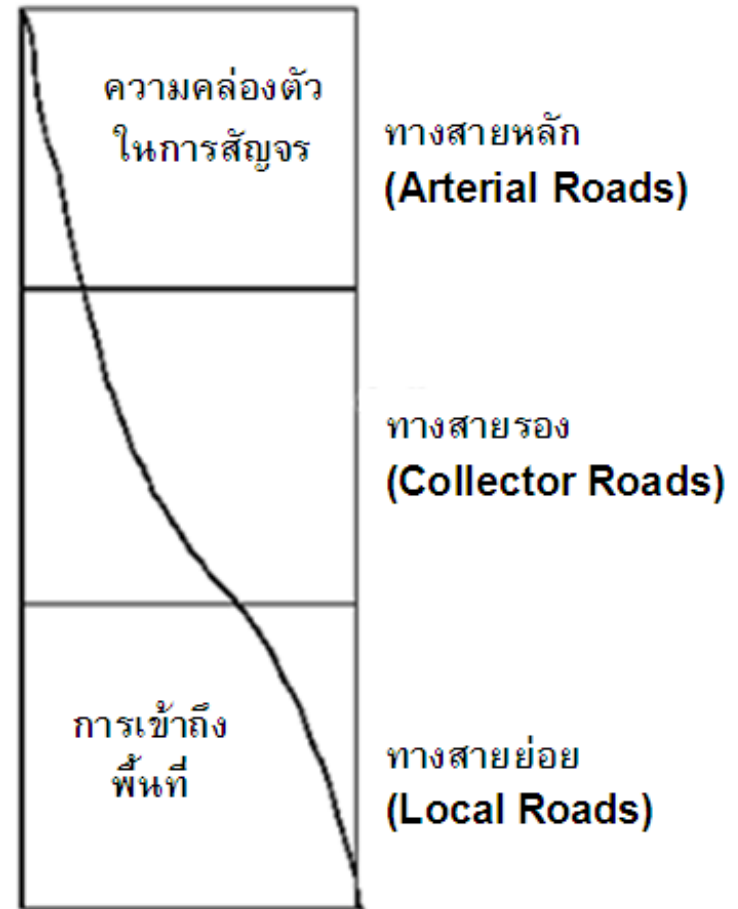 ความคล่องตัว
ในการสัญจร
ทางสายหลัก
(Arterial Roads)
ทางสายรอง
(Collector Roads)
การเข้าถึง
พื้นที่
ทางสายย่อย
(Local Roads)